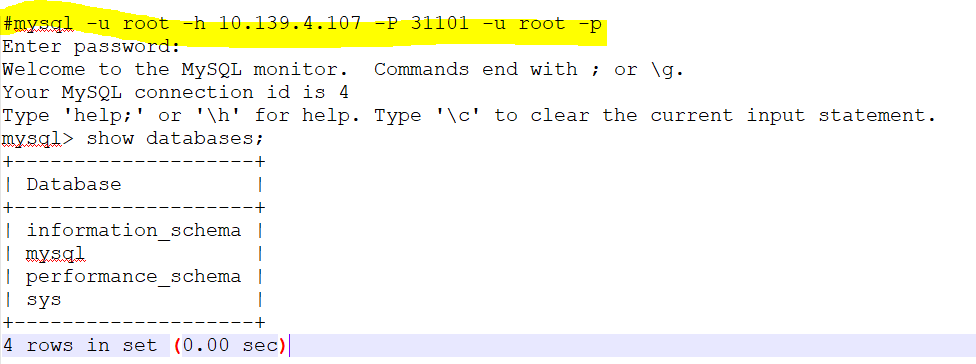 #mysql -u root -h 10.139.4.107 -P 31101 -u root -p
Enter password:
Welcome to the MySQL monitor.  Commands end with ; or \g.
Your MySQL connection id is 4
Type 'help;' or '\h' for help. Type '\c' to clear the current input statement.
mysql> show databases;
+--------------------+
| Database           |
+--------------------+
| information_schema |
| mysql              |
| performance_schema |
| sys                |
+--------------------+
4 rows in set (0.00 sec)